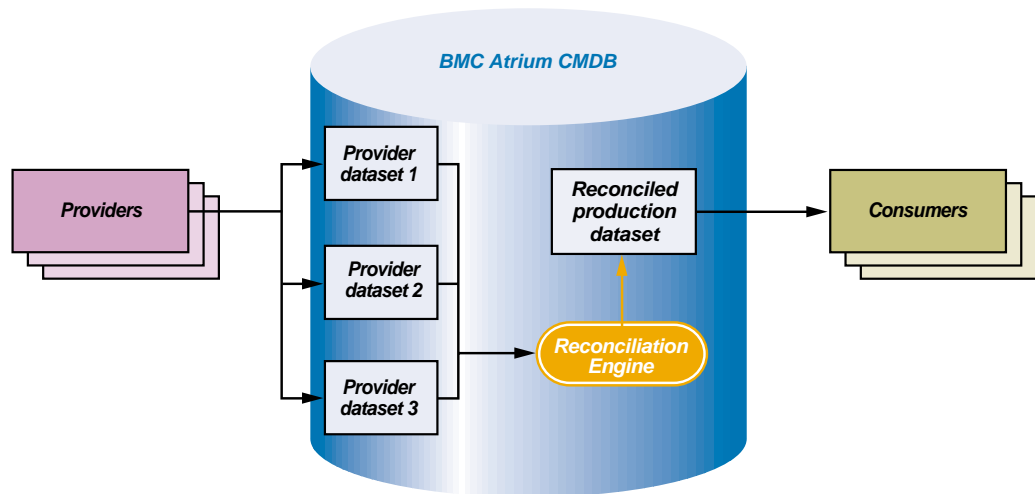 BMC Atrium CMDB
Providers
Provider
dataset 1
Provider
dataset 2
Provider
dataset 3
Reconciled
production
dataset
Reconciliation
Engine
Consumers